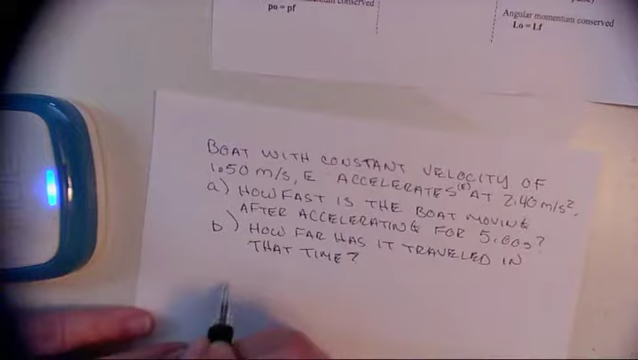 po = pf
Angular momentum conserved
Lo = Lf
BOAT WITH CONSTANT VELOCITY OF
1.50 m/s, E ACCELERATES (E) AT 2.40 m/s².
a) HOW FAST IS THE BOAT MOVING
AFTER ACCELERATING FOR 5.00s?
b) HOW FAR HAS IT TRAVELED IN
THAT TIME?